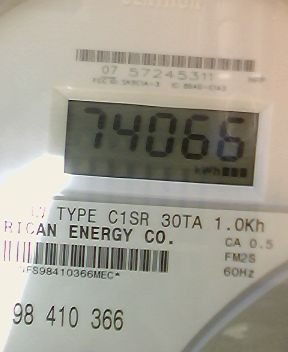 07 57245311
74066
kWh
TYPE C1SR 30TA 1.0Kh
RICAN ENERGY CO.
CA 0.5
FM2S
60Hz
FS98410366MEC*
98 410 366